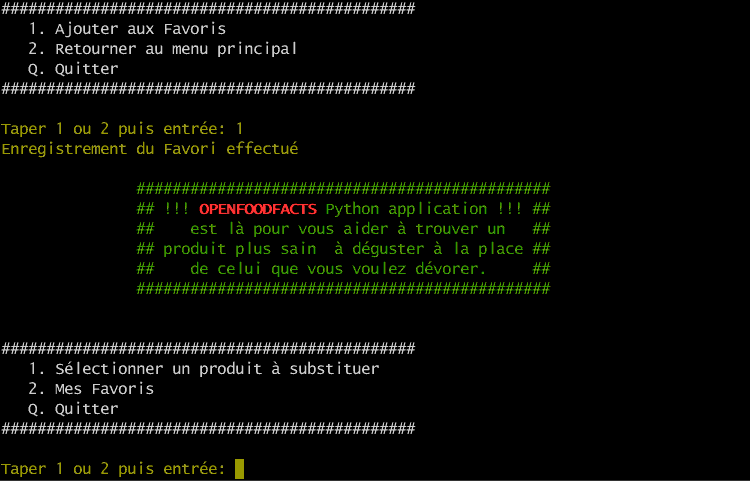 ##############################################
1. Ajouter aux Favoris
2. Retourner au menu principal
Q. Quitter
##############################################
Taper 1 ou 2 puis entrée: 1
Enregistrement du Favori effectué
##############################################
## !!! OPENFOODFACTS Python application !!! ##
## est là pour vous aider à trouver un ##
## produit plus sain à déguster à la place ##
## de celui que vous voulez dévorer. ##
##############################################
##############################################
1. Sélectionner un produit à substituer
2. Mes Favoris
Q. Quitter
##############################################
Taper 1 ou 2 puis entrée: